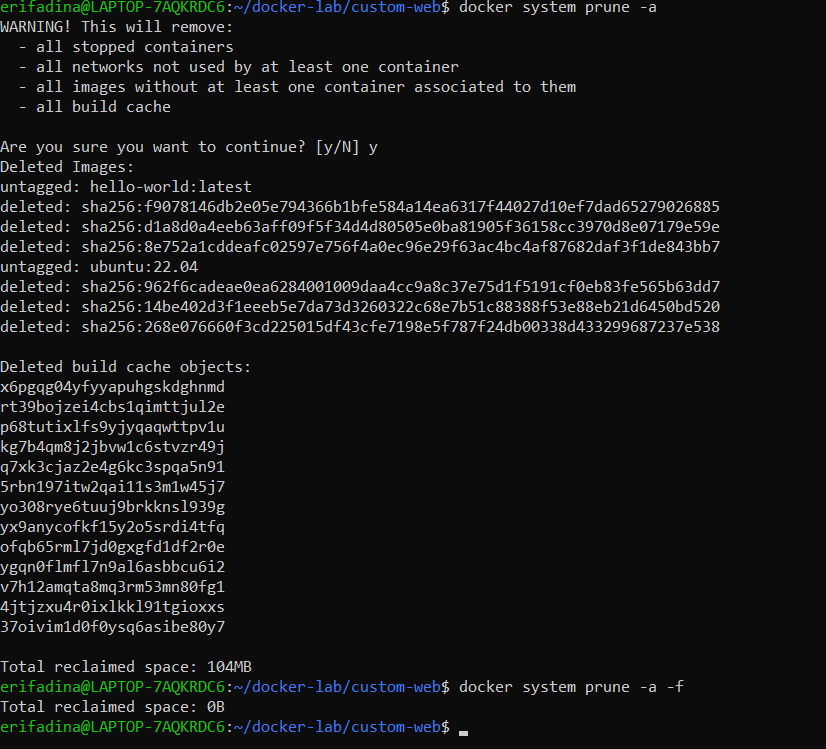 erifadina@LAPTOP-7AQKRDC6:~/docker-lab/custom-web$ docker system prune -a
WARNING! This will remove:
  - all stopped containers
  - all networks not used by at least one container
  - all images without at least one container associated to them
  - all build cache

Are you sure you want to continue? [y/N] y
Deleted Images:
untagged: hello-world:latest
deleted: sha256:f9078146db2e05e794366b1bfe584a14ea6317f44027d10ef7dad65279026885
deleted: sha256:d1a8d0a4eeb63aff09f5f34d4d80505e0ba81905f36158cc3970d8e07179e59e
deleted: sha256:8e752a1cddeafc02597e756f4a0ec96e29f63ac4bc4af87682daf3f1de843bb7
untagged: ubuntu:22.04
deleted: sha256:962f6cadeae0ea6284001009daa4cc9a8c37e75d1f5191cf0eb83fe565b63dd7
deleted: sha256:14be402d3f1eeeb5e7da73d3260322c68e7b51c88388f53e88eb21d6450bd520
deleted: sha256:268e076660f3cd225015df43cfe7198e5f787f24db00338d433299687237e538

Deleted build cache objects:
x6pgqg04yfyyapuhgskdghnmd
rt39bojzei4cbs1qimttjul2e
p68tutixlfs9yjyqaqwttpv1u
kg7b4qm8j2jbvw1c6stvzr49j
q7xk3cjaz2e4g6kc3spqa5n91
5rbn197itw2qai11s3m1w45j7
yo308rye6tuuj9brkknsl939g
yx9anycofkf15y2o5srdi4tfq
ofqb65rml7jd0gxgfd1df2r0e
ygqn0flmfl7n9al6asbbcu6i2
v7h12amqta8mq3rm53mn80fg1
4jtjzxu4r0ixlkkl91tgioxxs
37oivim1d0f0ysq6asibe80y7

Total reclaimed space: 104MB
erifadina@LAPTOP-7AQKRDC6:~/docker-lab/custom-web$ docker system prune -a -f
Total reclaimed space: 0B
erifadina@LAPTOP-7AQKRDC6:~/docker-lab/custom-web$